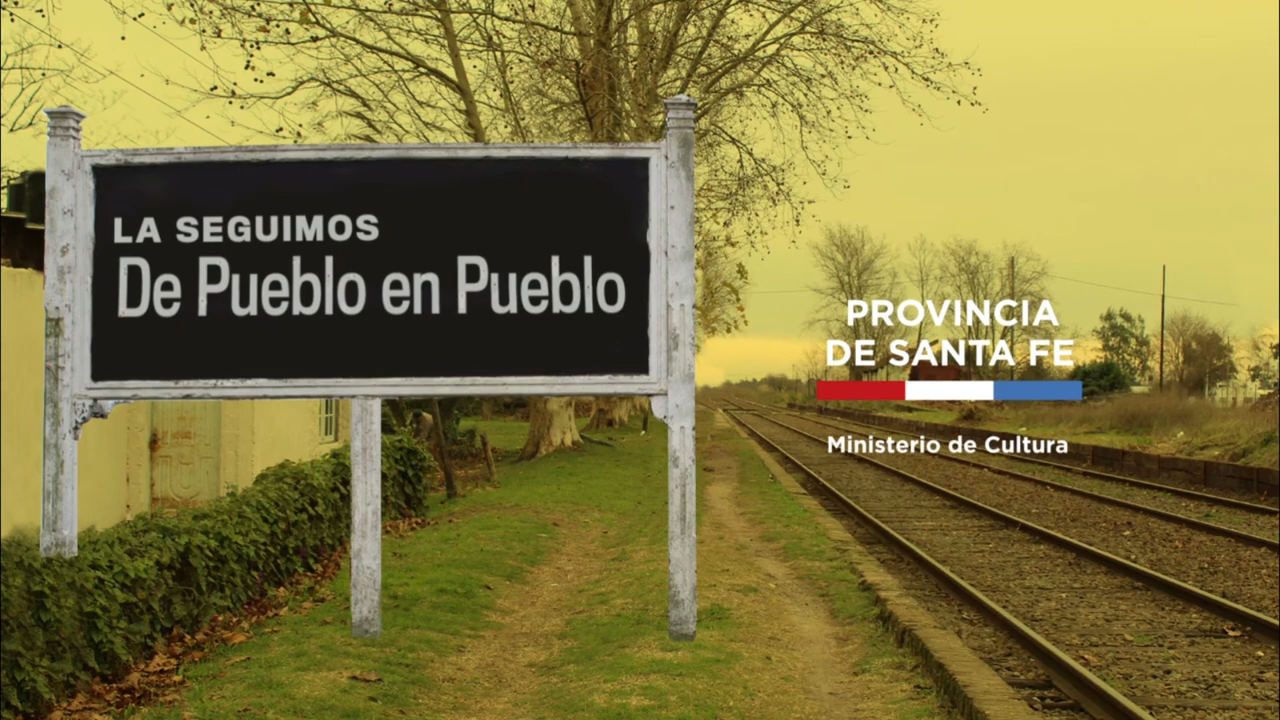 LA SEGUIMOS
De Pueblo en Pueblo
PROVINCIA
DE SANTA FE
Ministerio de Cultura